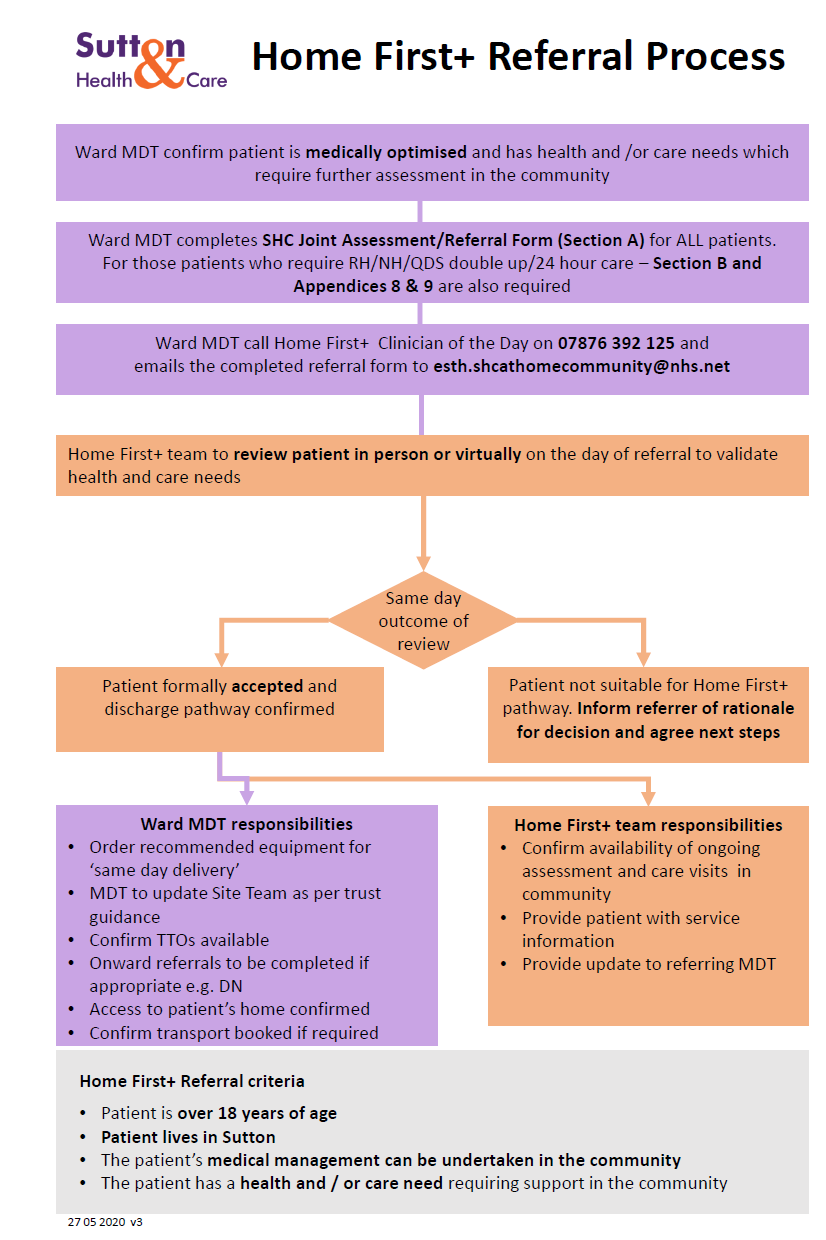 Sutton
Health & Care
Home First+ Referral Process
Ward MDT confirm patient is medically optimised and has health and /or care needs which
require further assessment in the community
Ward MDT completes SHC Joint Assessment/Referral Form (Section A) for ALL patients.
For those patients who require RH/NH/QDS double up/24 hour care – Section B and
Appendices 8 & 9 are also required
Ward MDT call Home First+ Clinician of the Day on 07876 392 125 and
emails the completed referral form to esth.shcathomecommunity@nhs.net
Home First+ team to review patient in person or virtually on the day of referral to validate
health and care needs
Same day
outcome of
review
Patient formally accepted and
discharge pathway confirmed
Patient not suitable for Home First+
pathway. Inform referrer of rationale
for decision and agree next steps
Ward MDT responsibilities
• Order recommended equipment for
‘same day delivery’
• MDT to update Site Team as per trust
guidance
• Confirm TTOs available
• Onward referrals to be completed if
appropriate e.g. DN
• Access to patient’s home confirmed
• Confirm transport booked if required
Home First+ team responsibilities
• Confirm availability of ongoing
assessment and care visits in
community
• Provide patient with service
information
• Provide update to referring MDT
Home First+ Referral criteria
• Patient is over 18 years of age
• Patient lives in Sutton
• The patient’s medical management can be undertaken in the community
• The patient has a health and / or care need requiring support in the community
27 05 2020 v3